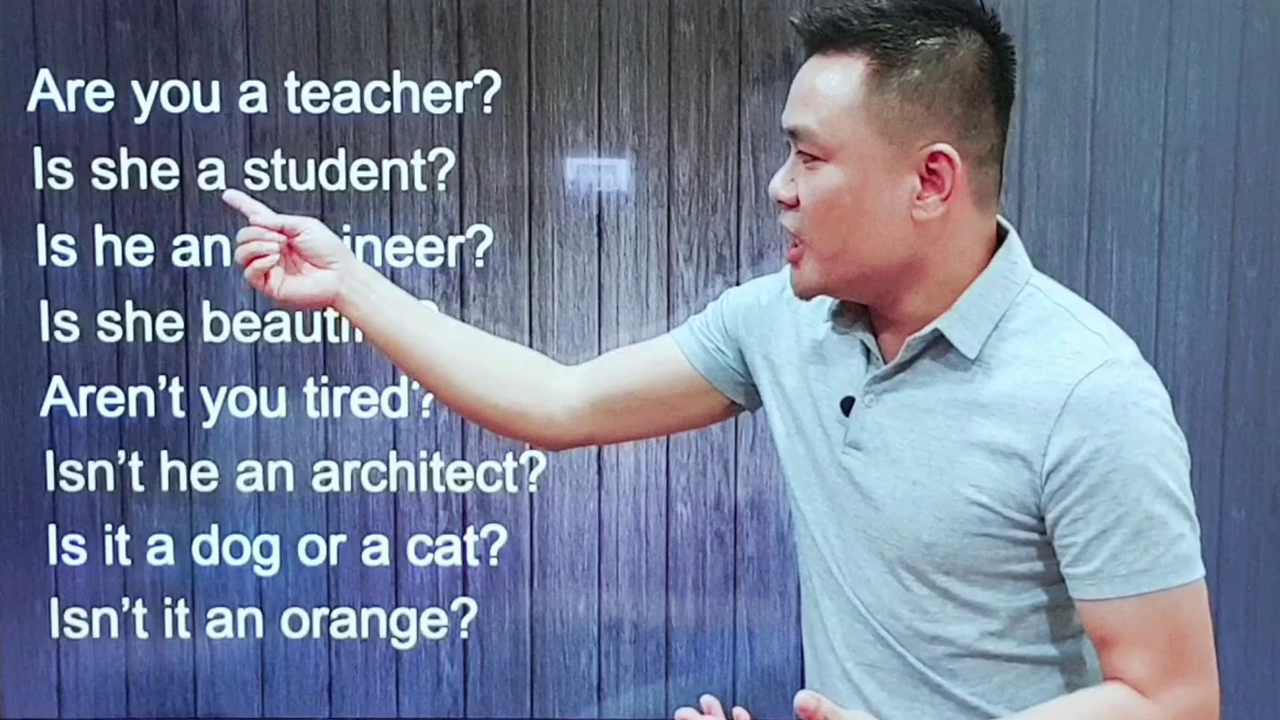 Are you a teacher?
Is she a student?
Is he an
Is she
Aren't you tired?
Isn't he an architect?
Is it a dog or a cat?
Isn't it an orange?